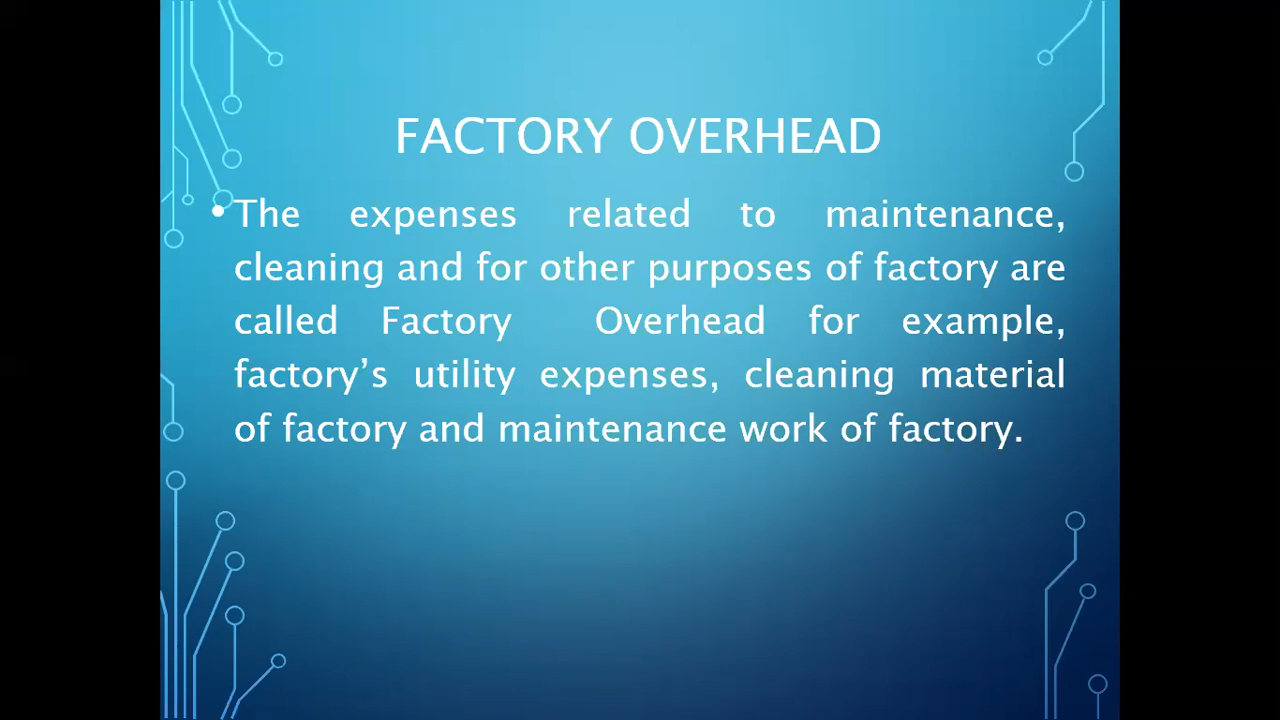 FACTORY OVERHEAD
• The expenses related to maintenance,
cleaning and for other purposes of factory are
called Factory Overhead for example,
factory’s utility expenses, cleaning material
of factory and maintenance work of factory.